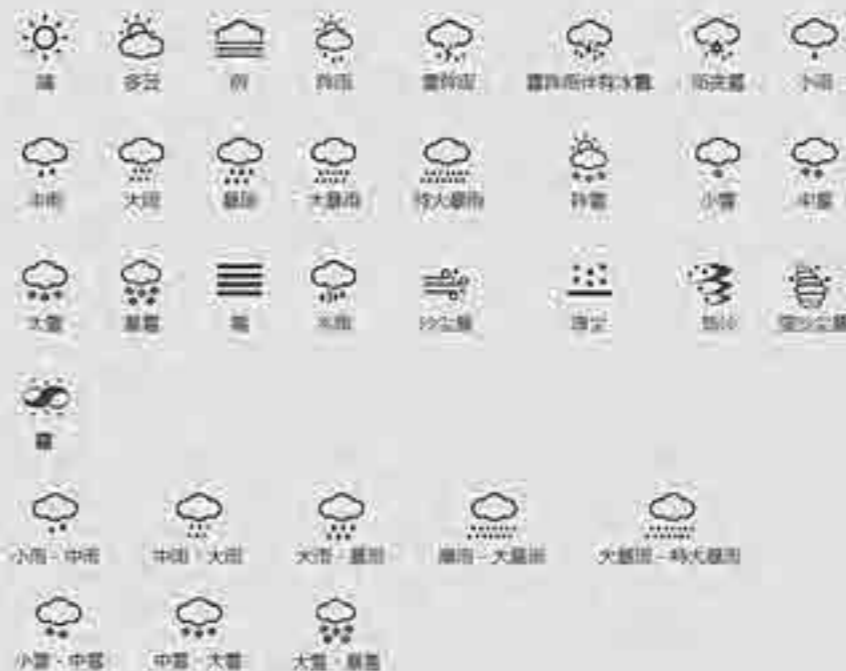 晴 多云 阴 阵雨 雷阵雨 雷阵雨伴有冰雹 雨夹雪 小雨
中雨 大雨 暴雨 大暴雨 特大暴雨 阵雪 小雪 中雪
大雪 暴雪 雾 冻雨 沙尘暴 浮尘 扬沙 强沙尘暴
霾
小雨-中雨 中雨-大雨 大雨-暴雨 暴雨-大暴雨 大暴雨-特大暴雨
小雪-中雪 中雪-大雪 大雪-暴雪